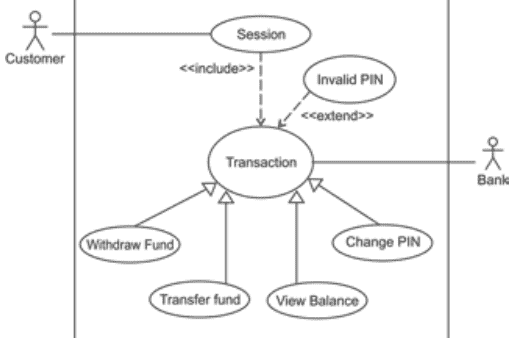 Session
Customer
<<include>>
Invalid PIN
<<extend>>
Transaction
Bank
Withdraw Fund
Change PIN
Transfer fund
View Balance